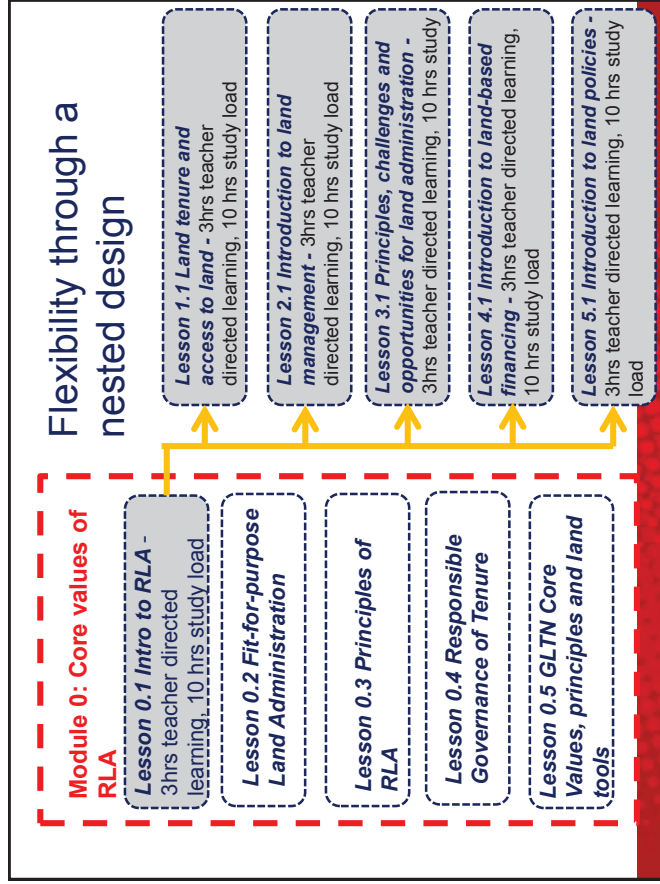 Flexibility through a
nested design
Module 0: Core values of
RLA
Lesson 0.1 Intro to RLA -
3hrs teacher directed
learning, 10 hrs study load
Lesson 0.2 Fit-for-purpose
Land Administration
Lesson 0.3 Principles of
RLA
Lesson 0.4 Responsible
Governance of Tenure
Lesson 0.5 GLTN Core
Values, principles and land
tools
Lesson 1.1 Land tenure and
access to land - 3hrs teacher
directed learning, 10 hrs study load
Lesson 2.1 Introduction to land
management - 3hrs teacher
directed learning, 10 hrs study load
Lesson 3.1 Principles, challenges and
opportunities for land administration -
3hrs teacher directed learning, 10 hrs study load
Lesson 4.1 Introduction to land-based
financing - 3hrs teacher directed learning,
10 hrs study load
Lesson 5.1 Introduction to land policies -
3hrs teacher directed learning, 10 hrs study
load